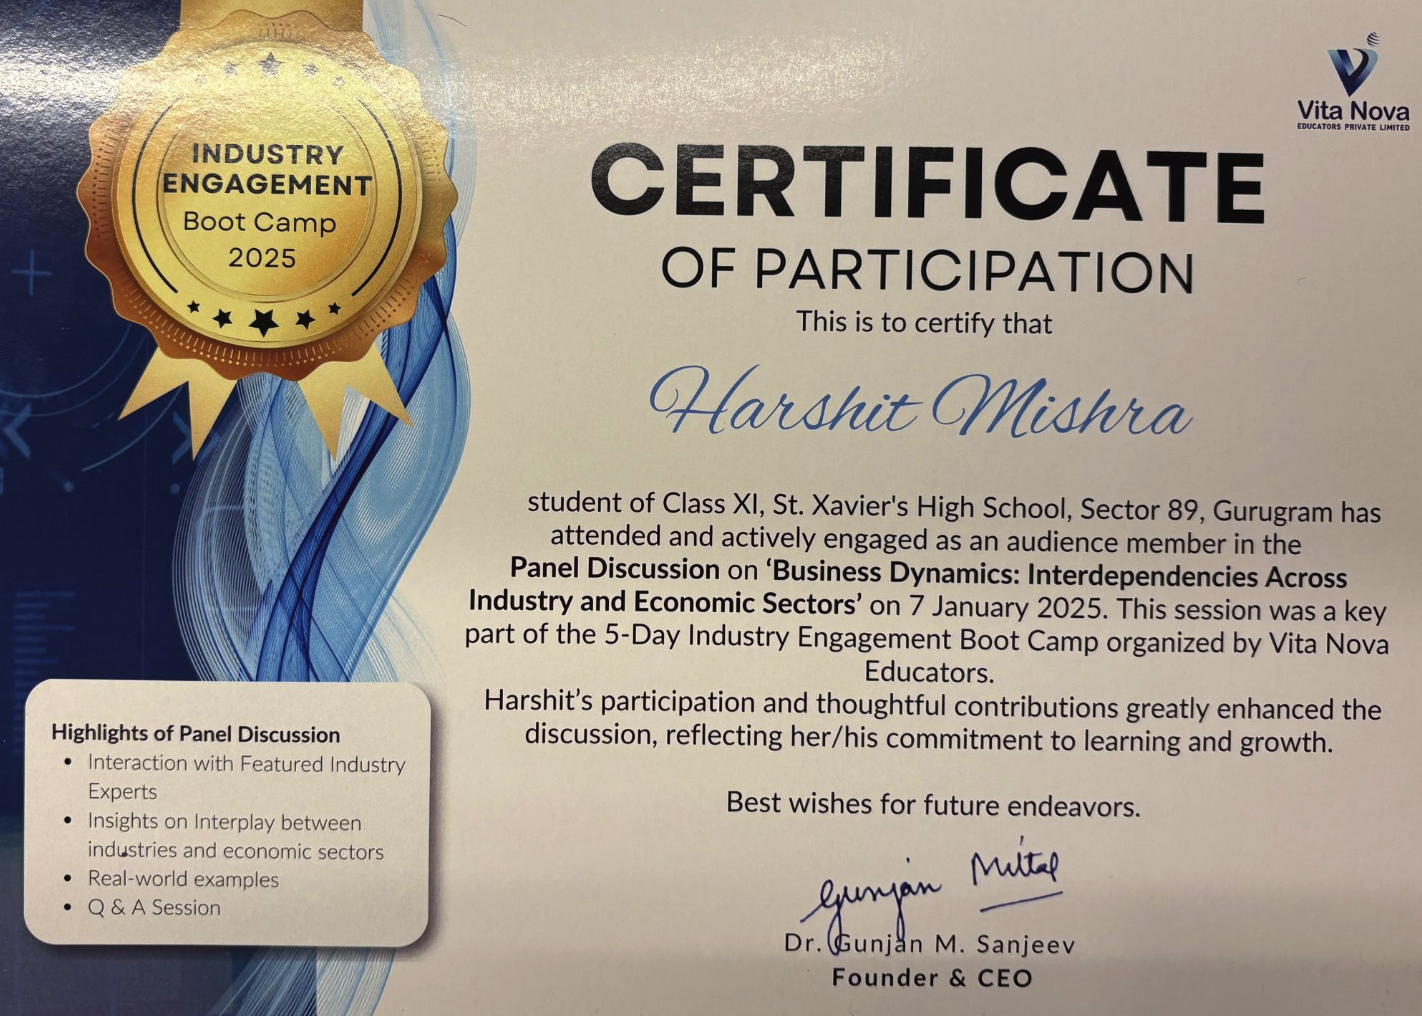 INDUSTRY
ENGAGEMENT
Boot Camp
2025
Vita Nova
EDUCATORS PRIVATE LIMITED
CERTIFICATE
OF PARTICIPATION
This is to certify that
Harshit Mishra
student of Class XI, St. Xavier's High School, Sector 89, Gurugram has
attended and actively engaged as an audience member in the
Panel Discussion on ‘Business Dynamics: Interdependencies Across
Industry and Economic Sectors’ on 7 January 2025. This session was a key
part of the 5-Day Industry Engagement Boot Camp organized by Vita Nova
Educators.
Harshit’s participation and thoughtful contributions greatly enhanced the
discussion, reflecting her/his commitment to learning and growth.
Best wishes for future endeavors.
Gunjan Mittal
Dr. Gunjan M. Sanjeev
Founder & CEO
Highlights of Panel Discussion
• Interaction with Featured Industry
Experts
• Insights on Interplay between
industries and economic sectors
• Real-world examples
• Q & A Session